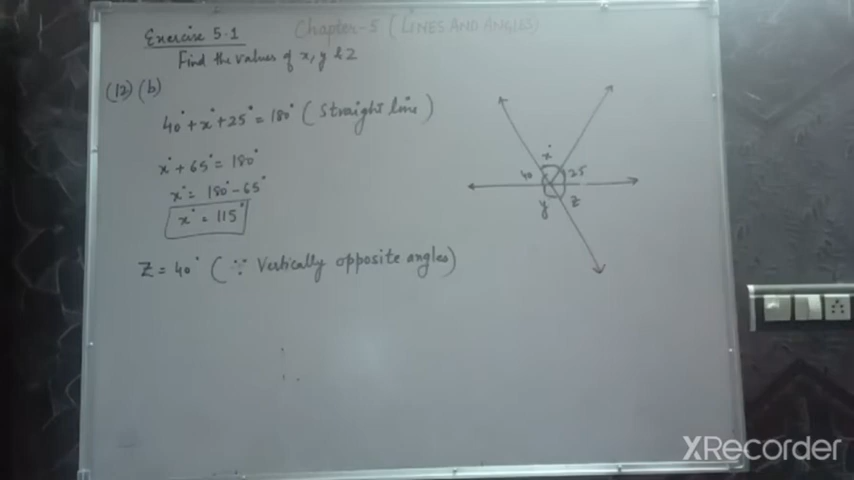 Chapter-5 (LINES AND ANGLES)
Exercise 5.1
Find the values of x, y & z
(12) (b)
40° + x° + 25° = 180° (straight line)
x° + 65° = 180°
x° = 180° - 65°
x° = 115°
Z = 40° (∵ Vertically opposite angles)
x°
40 25
y z
XRecorder